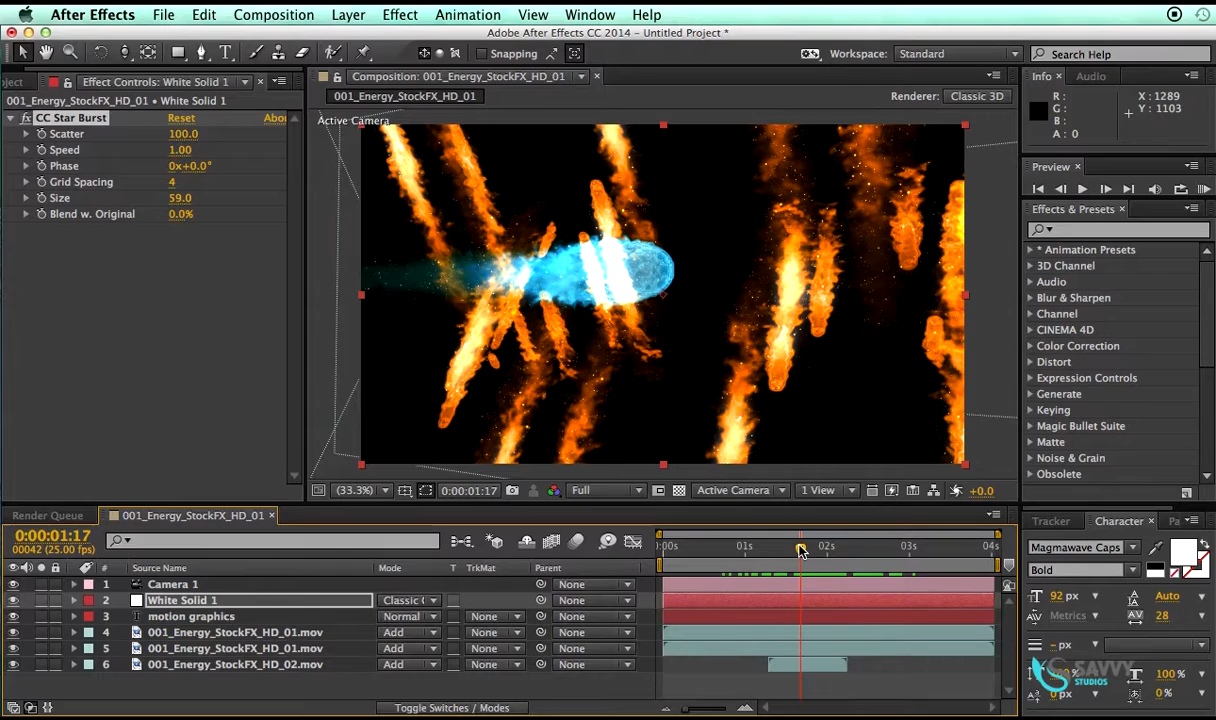 After Effects File Edit Composition Layer Effect Animation View Window Help
Adobe After Effects CC 2014 - Untitled Project *
Snapping
Workspace: Standard
Search Help
oject
Effect Controls: White Solid 1
Composition: 001_Energy_StockFX_HD_01
Info
Audio
001_Energy_StockFX_HD_01 • White Solid 1
001_Energy_StockFX_HD_01
Renderer: Classic 3D
R:
G:
B:
A: 0
X: 1289
Y: 1103
CC Star Burst Reset Abou
Scatter 100.0
Speed 1.00
Phase 0x+0.0°
Grid Spacing 4
Size 59.0
Blend w. Original 0.0%
Active Camera
Preview
Effects & Presets
* Animation Presets
3D Channel
Audio
Blur & Sharpen
Channel
CINEMA 4D
Color Correction
Distort
Expression Controls
Generate
Keying
Magic Bullet Suite
Matte
Noise & Grain
Obsolete
(33.3%) 0:00:01:17 Full Active Camera 1 View +0.0
Render Queue
001_Energy_StockFX_HD_01
0:00:01:17
00042 (25.00 fps)
:00s 01s 02s 03s 04s
# Source Name Mode T TrkMat Parent
1 Camera 1 None
2 White Solid 1 Classic C None
3 motion graphics Normal None None
4 001_Energy_StockFX_HD_01.mov Add None None
5 001_Energy_StockFX_HD_01.mov Add None None
6 001_Energy_StockFX_HD_02.mov Add None None
Toggle Switches / Modes
Tracker
Character
Pa
Magmawave Caps
Bold
92 px Auto
Metrics 28
- px
100% 100%
0 px 0%
SAVVY
STUDIOS